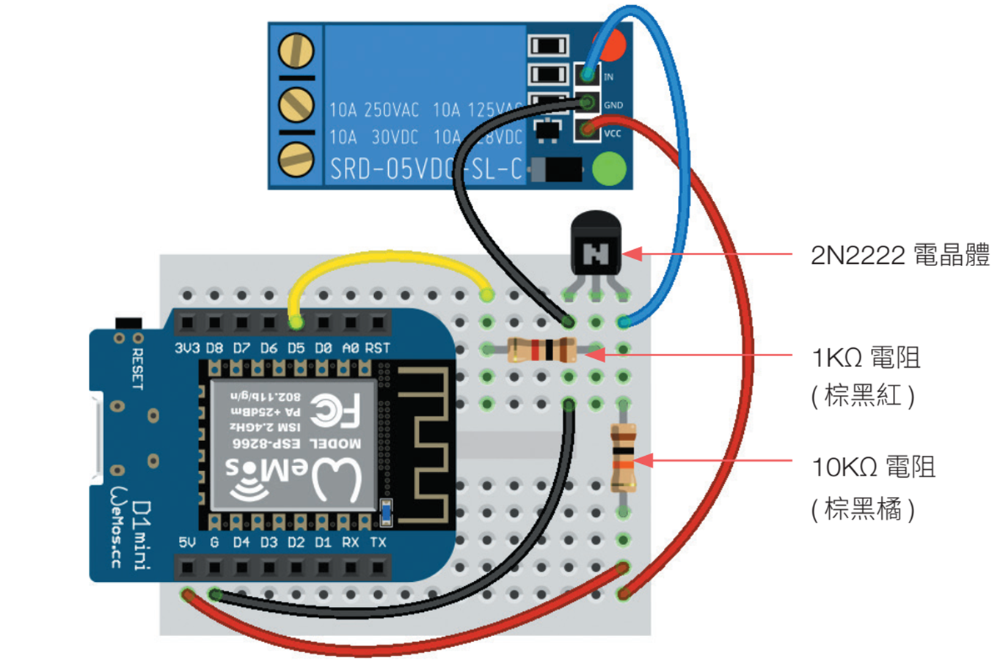 IN
GND
VCC
10A 250VAC 10A 125VAC
10A 30VDC 10A 28VDC
SRD-05VDC-SL-C
N
2N2222 電晶體
3V3 D8 D7 D6 D5 D0 A0 RST
RESET
1KΩ 電阻
(棕黑紅)
802.11b/g/n
PA +25dBm
ISM 2.4GHz
ESP-8266
MODEL
FC
WeMos
10KΩ 電阻
(棕黑橘)
D1 mini
WeMos.cc
5V G D4 D3 D2 D1 RX TX